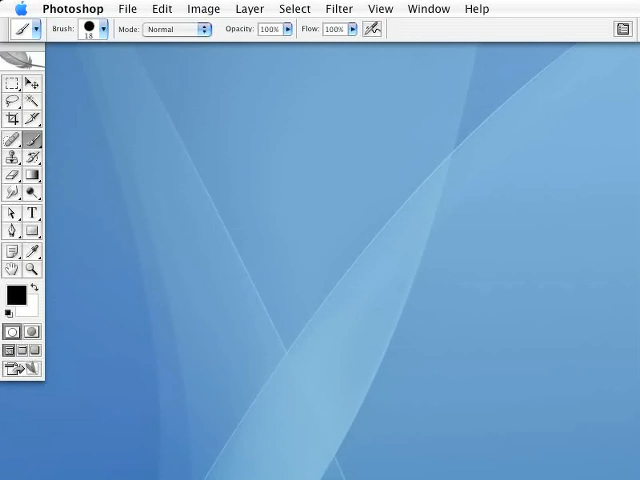 Photoshop File Edit Image Layer Select Filter View Window Help
Brush: 18 Mode: Normal Opacity: 100% Flow: 100%
T